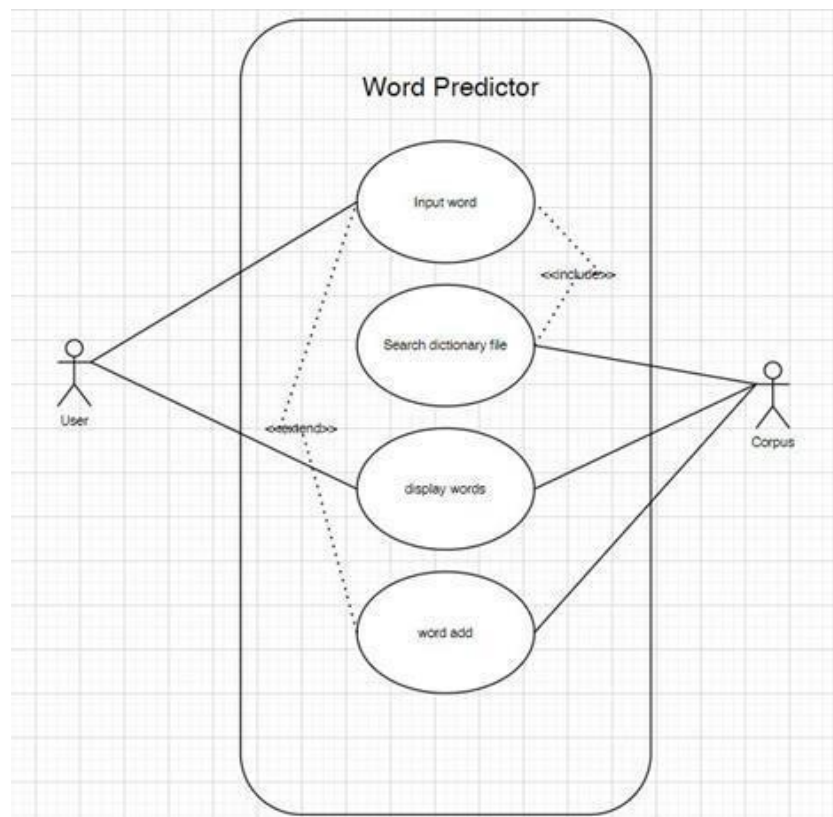 Word Predictor
Input word
<<include>>
Search dictionary file
User
<<extend>>
Corpus
display words
word add